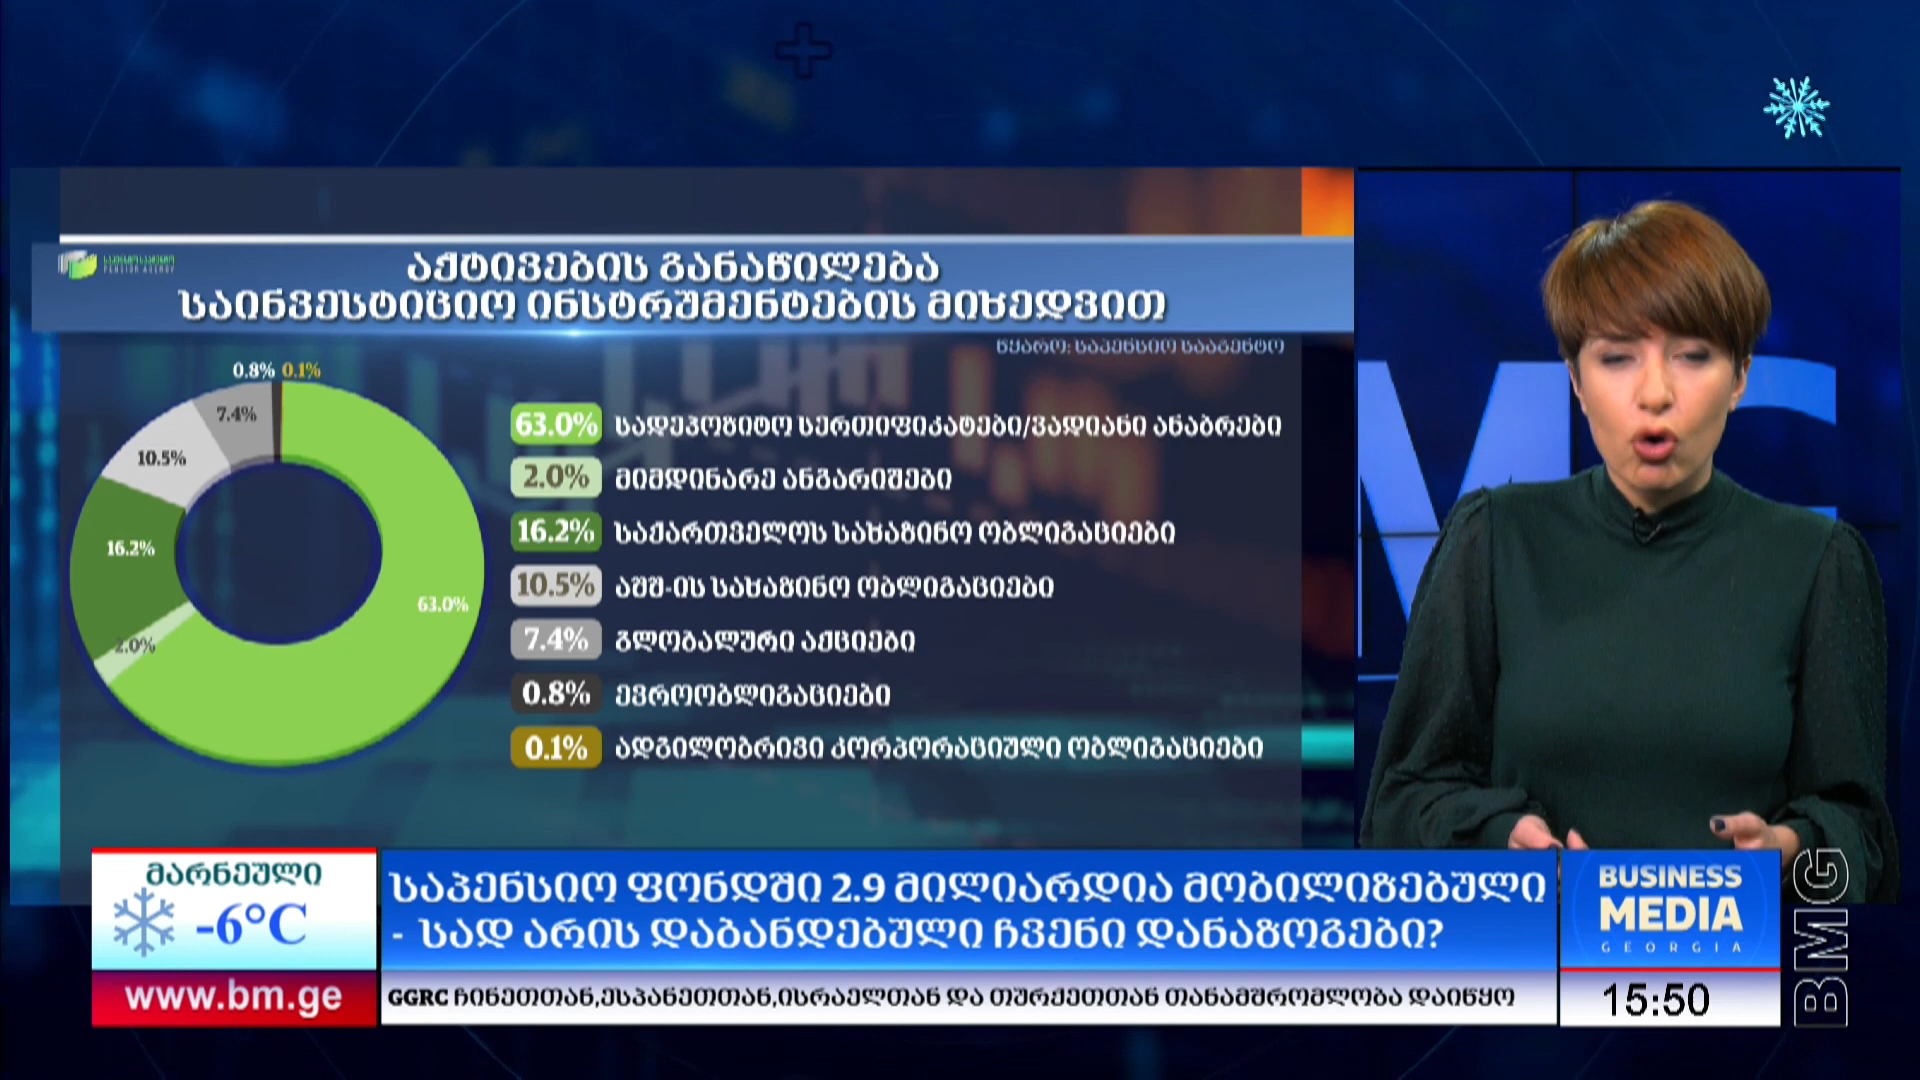 საპენსიო სააგენტო
PENSION AGENCY
აქტივების განაწილება
საინვესტიციო ინსტრუმენტების მიხედვით
წყარო: საპენსიო სააგენტო
0.8% 0.1%
7.4%
10.5%
16.2%
2.0%
63.0%
63.0% სადეპოზიტო სერთიფიკატები/ვადიანი ანაბრები
2.0% მიმდინარე ანგარიშები
16.2% საქართველოს სახაზინო ობლიგაციები
10.5% აშშ-ის სახაზინო ობლიგაციები
7.4% გლობალური აქციები
0.8% ევროობლიგაციები
0.1% ადგილობრივი კორპორაციული ობლიგაციები
მარნეული
-6°C
www.bm.ge
საპენსიო ფონდში 2.9 მილიარდია მობილიზებული
- სად არის დაბანდებული ჩვენი დანაზოგები?
GGRC ჩინეთთან,ესპანეთთან,ისრაელთან და თურქეთთან თანამშრომლობა დაიწყო
BUSINESS
MEDIA
GEORGIA
15:50
BMG